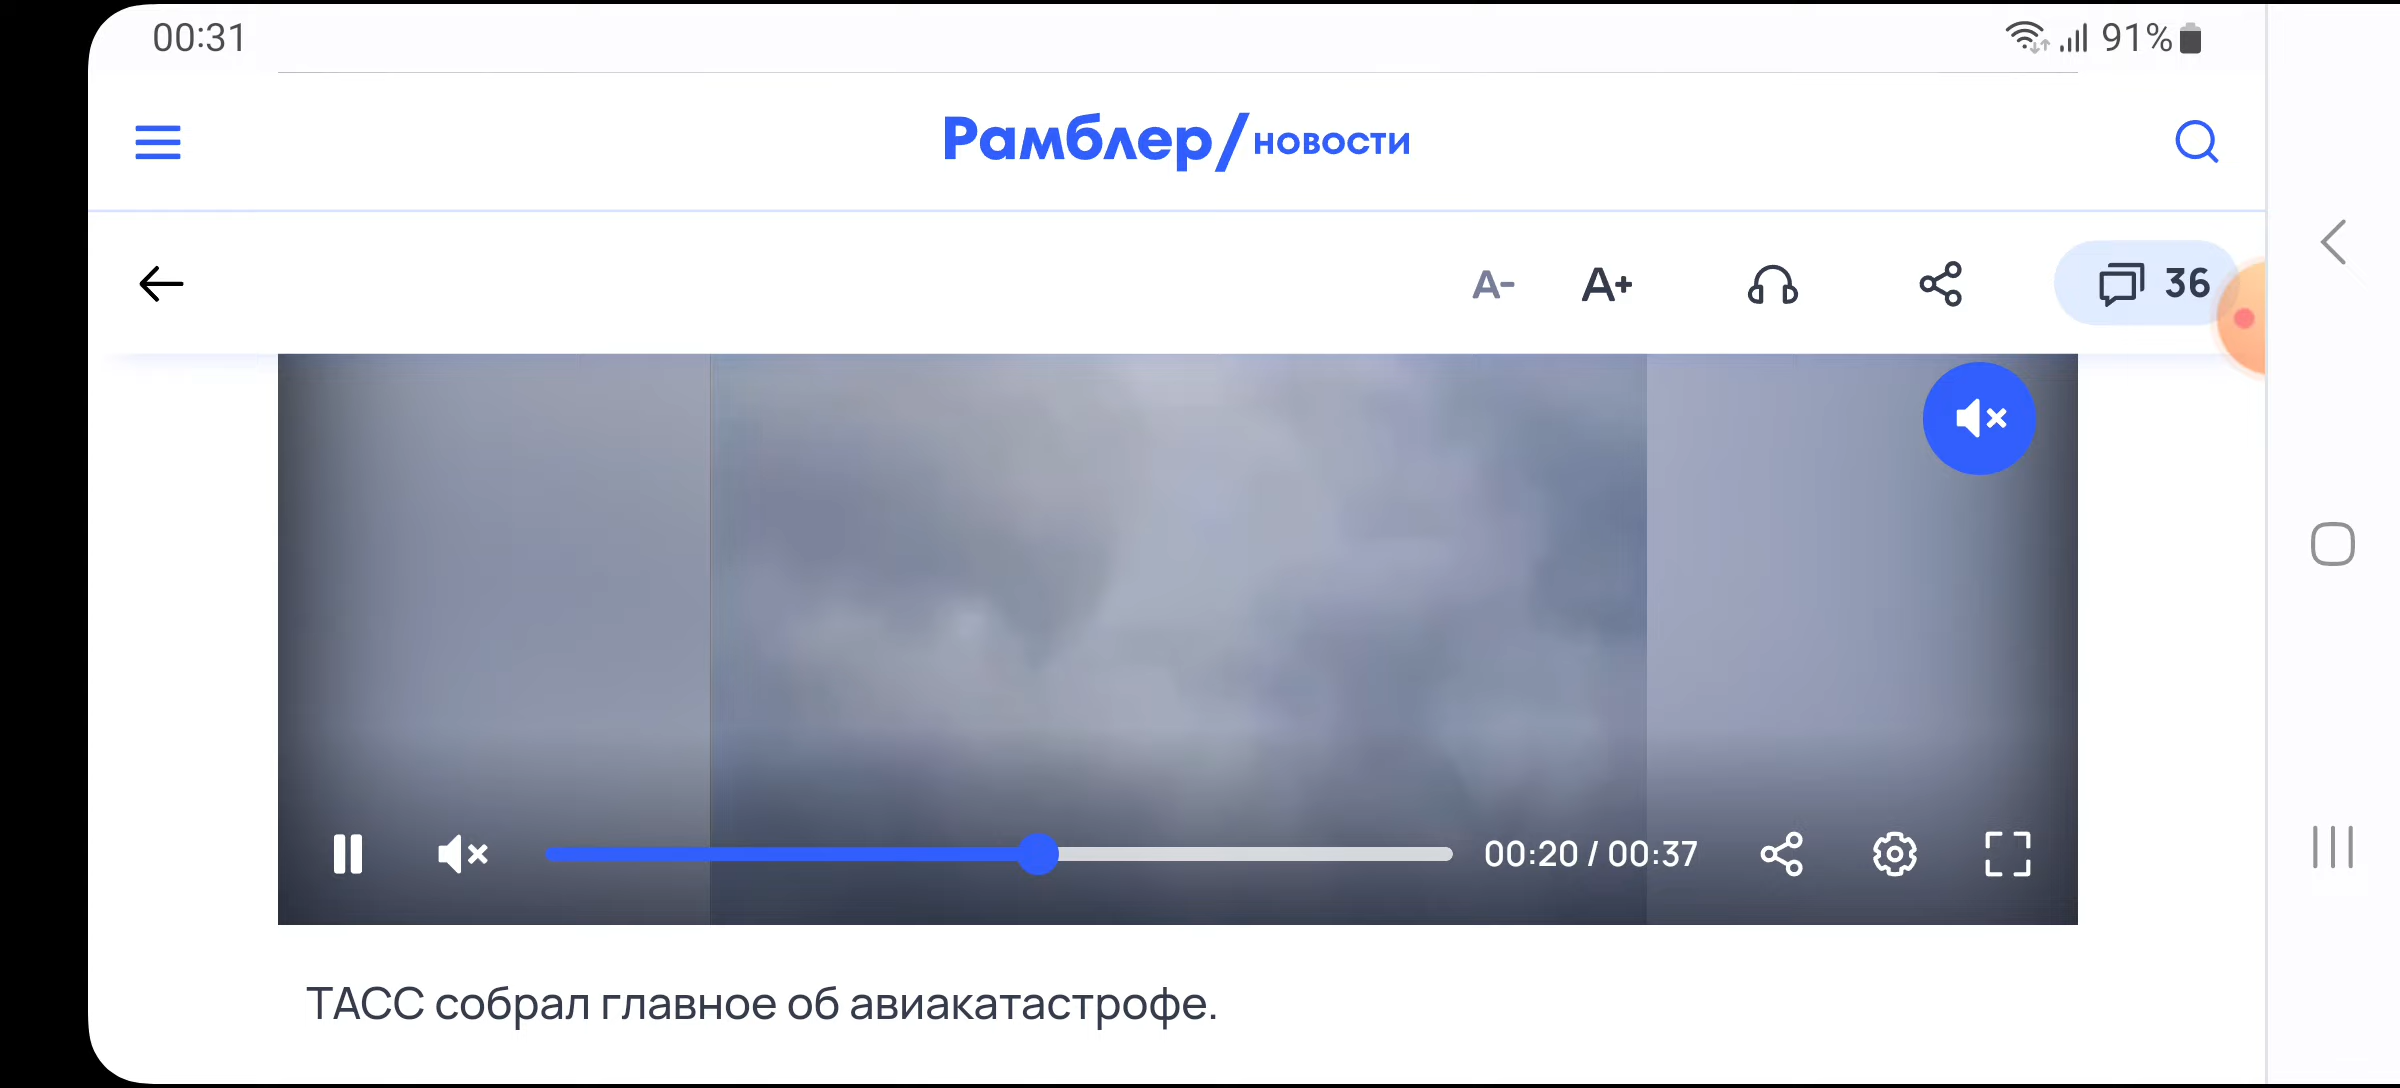 00:31
91%
Рамблер/новости
A- A+ 36
00:20 / 00:37
ТАСС собрал главное об авиакатастрофе.